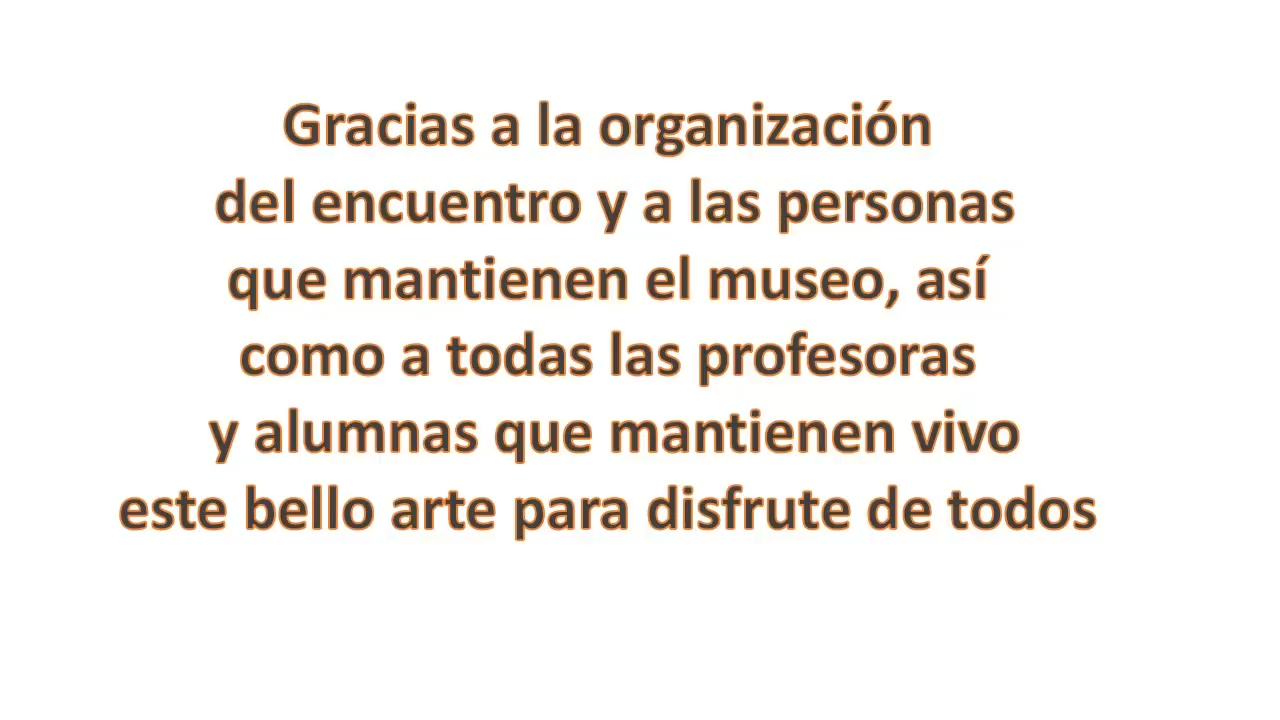 Gracias a la organización
del encuentro y a las personas
que mantienen el museo, así
como a todas las profesoras
y alumnas que mantienen vivo
este bello arte para disfrute de todos